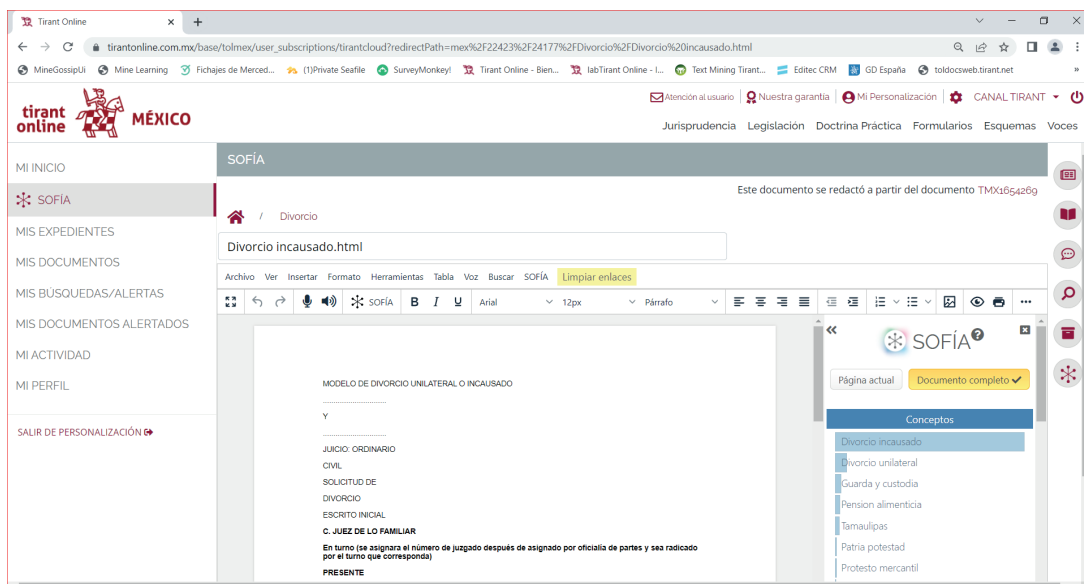 Tirant Online
tirantonline.com.mx/base/tolmex/user_subscriptions/tirantcloud?redirectPath=mex%2F22423%2F24177%2FDivorcio%2FDivorcio%20incausado.html
MineGossipUi Mine Learning Fichajes de Merced... (1)Private Seafile SurveyMonkey! Tirant Online - Bien... labTirant Online - I... Text Mining Tirant... Editec CRM GD España toldocsweb.tirant.net »
tirant online MÉXICO
Atención al usuario Nuestra garantía Mi Personalización CANAL TIRANT
Jurisprudencia Legislación Doctrina Práctica Formularios Esquemas Voces
MI INICIO
SOFÍA
MIS EXPEDIENTES
MIS DOCUMENTOS
MIS BÚSQUEDAS/ALERTAS
MIS DOCUMENTOS ALERTADOS
MI ACTIVIDAD
MI PERFIL
SALIR DE PERSONALIZACIÓN
SOFÍA
Este documento se redactó a partir del documento TMX1654269
/ Divorcio
Divorcio incausado.html
Archivo Ver Insertar Formato Herramientas Tabla Voz Buscar SOFÍA Limpiar enlaces
SOFÍA B I U Arial 12px Párrafo
MODELO DE DIVORCIO UNILATERAL O INCAUSADO
................................
Y
................................
JUICIO: ORDINARIO
CIVIL
SOLICITUD DE
DIVORCIO
ESCRITO INICIAL
C. JUEZ DE LO FAMILIAR
En turno (se asignara el número de juzgado después de asignado por oficialía de partes y sea radicado
por el turno que corresponda)
PRESENTE
SOFÍA
Página actual Documento completo
Conceptos
Divorcio incausado
Divorcio unilateral
Guarda y custodia
Pension alimenticia
Tamaulipas
Patria potestad
Protesto mercantil